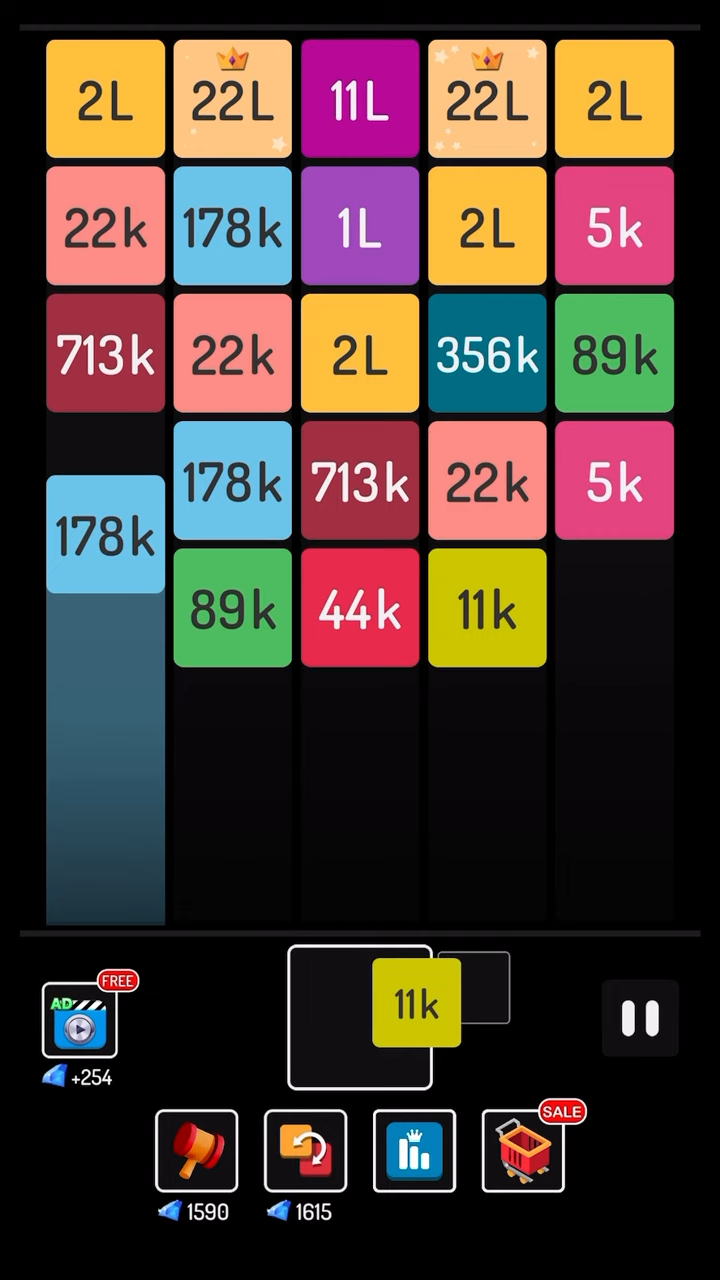 2L 22L 11L 22L 2L
22k 178k 1L 2L 5k
713k 22k 2L 356k 89k
178k 713k 22k 5k
178k
89k 44k 11k
FREE
AD
11k
+254
SALE
1590 1615